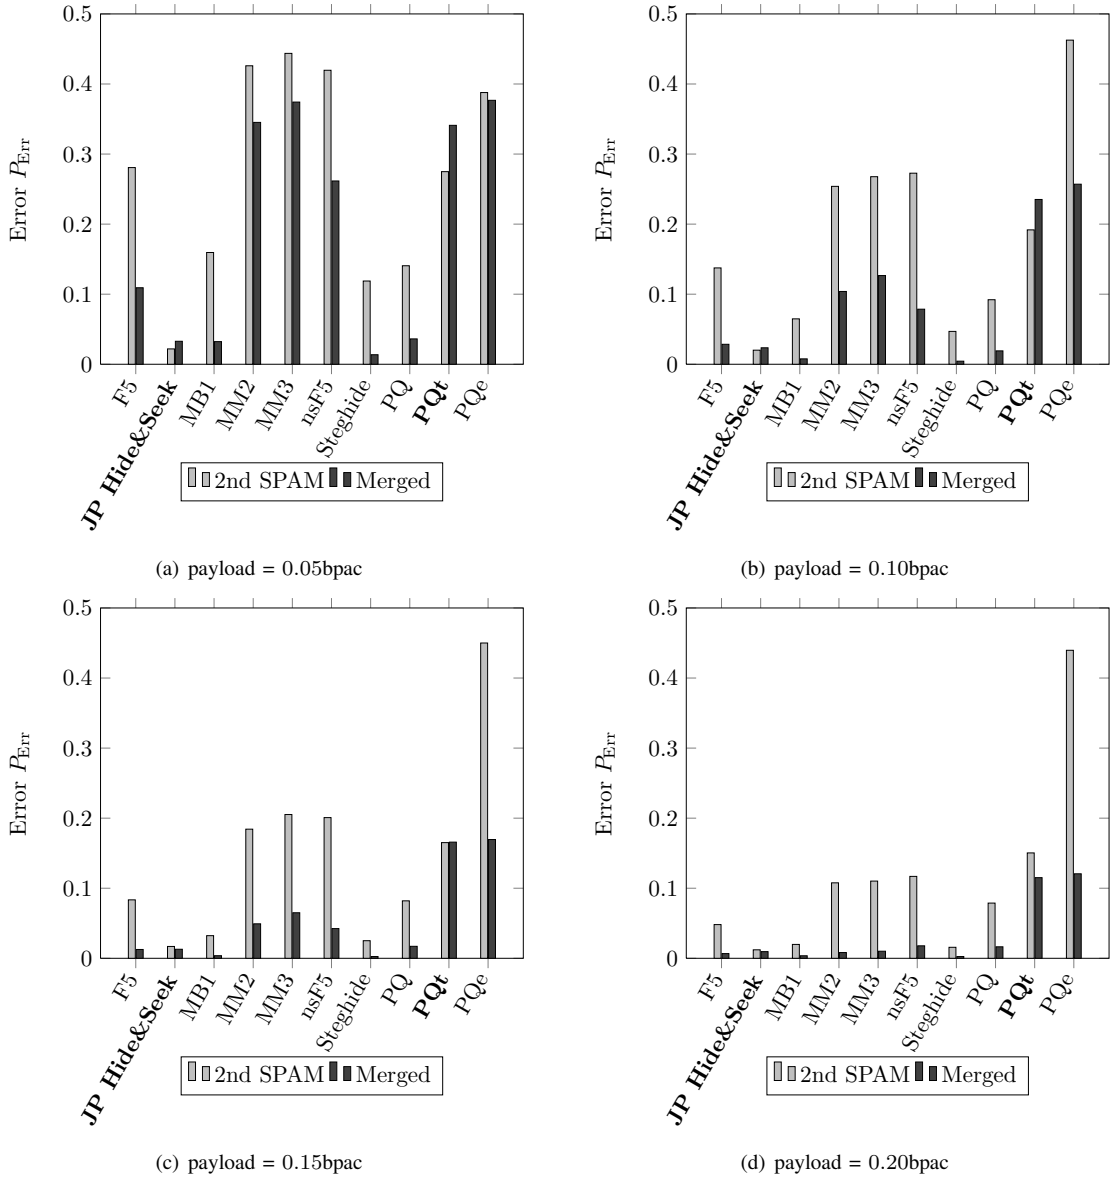 0.5
0.4
0.3
0.2
0.1
0
Error P_Err
F5
JP Hide&Seek
MB1
MM2
MM3
nsF5
Steghide
PQ
PQt
PQe
2nd SPAM Merged
(a) payload = 0.05bpac
0.5
0.4
0.3
0.2
0.1
0
Error P_Err
F5
JP Hide&Seek
MB1
MM2
MM3
nsF5
Steghide
PQ
PQt
PQe
2nd SPAM Merged
(b) payload = 0.10bpac
0.5
0.4
0.3
0.2
0.1
0
Error P_Err
F5
JP Hide&Seek
MB1
MM2
MM3
nsF5
Steghide
PQ
PQt
PQe
2nd SPAM Merged
(c) payload = 0.15bpac
0.5
0.4
0.3
0.2
0.1
0
Error P_Err
F5
JP Hide&Seek
MB1
MM2
MM3
nsF5
Steghide
PQ
PQt
PQe
2nd SPAM Merged
(d) payload = 0.20bpac